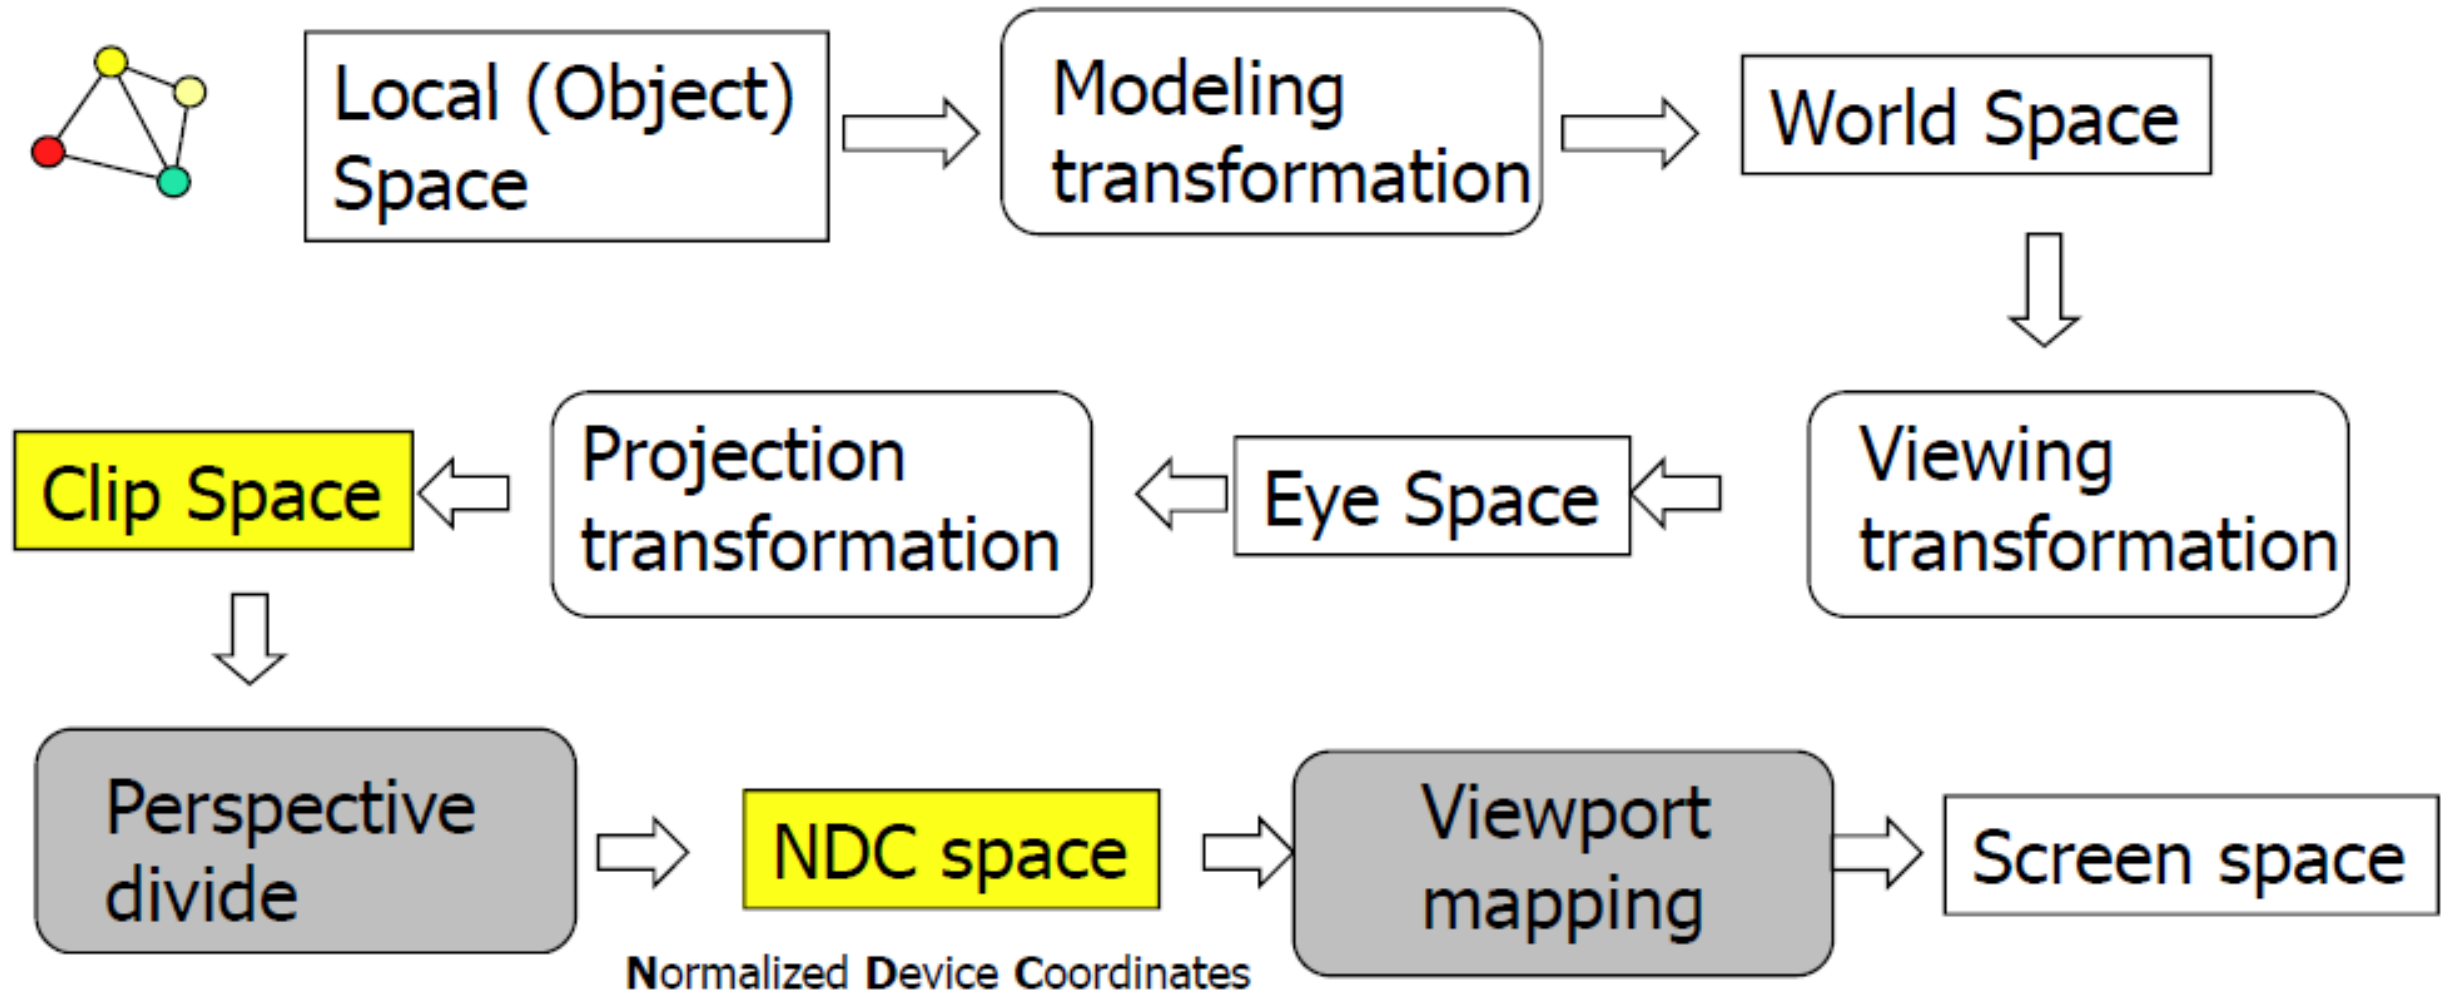 Local (Object)
Space
Modeling
transformation
World Space
Viewing
transformation
Eye Space
Projection
transformation
Clip Space
Perspective
divide
NDC space
Normalized Device Coordinates
Viewport
mapping
Screen space